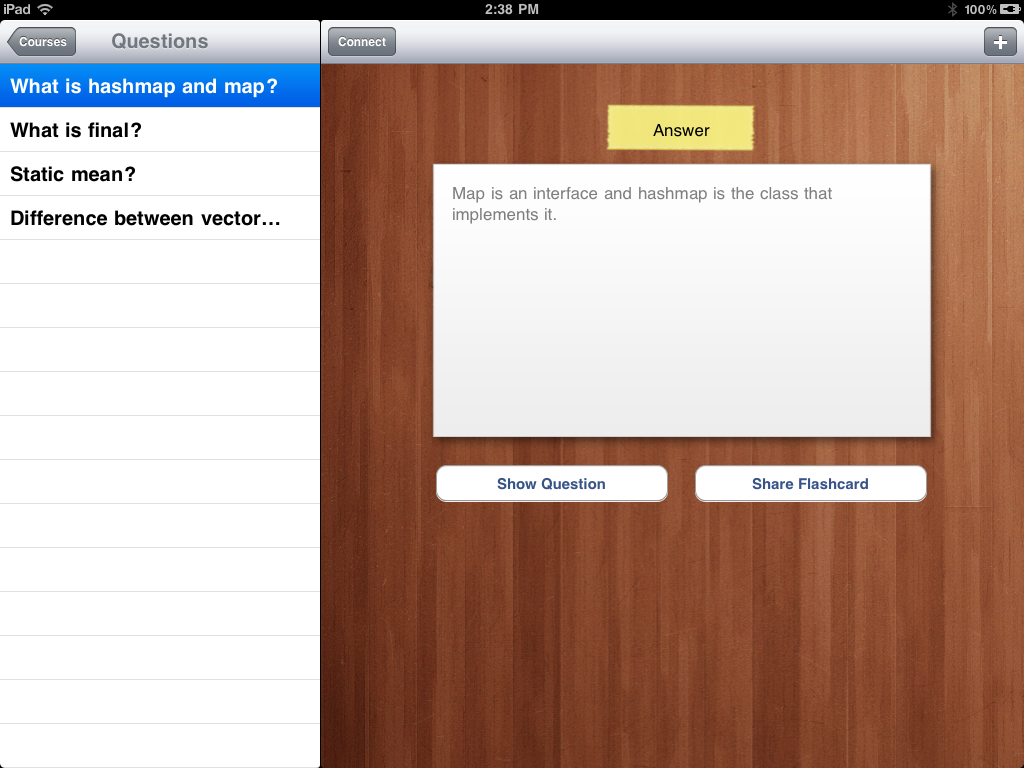 iPad 2:38 PM 100%
Courses Questions
Connect +
What is hashmap and map?
What is final?
Static mean?
Difference between vector...
Answer
Map is an interface and hashmap is the class that
implements it.
Show Question Share Flashcard